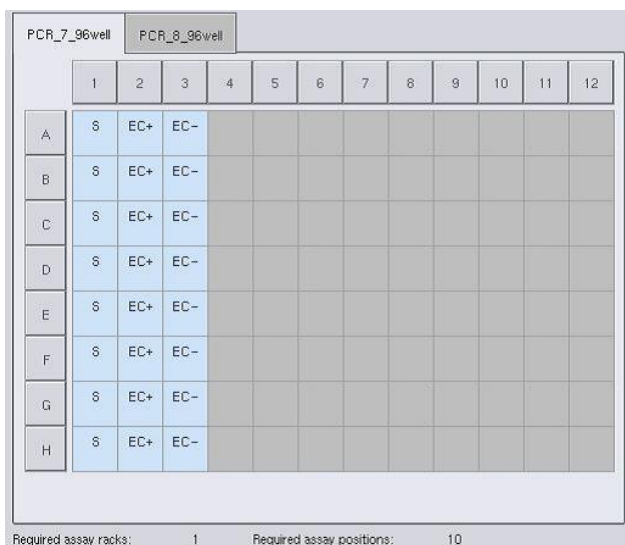 PCR_7_96well PCR_8_96well
1 2 3 4 5 6 7 8 9 10 11 12
A S EC+ EC-
B S EC+ EC-
C S EC+ EC-
D S EC+ EC-
E S EC+ EC-
F S EC+ EC-
G S EC+ EC-
H S EC+ EC-
Required assay racks: 1 Required assay positions: 10